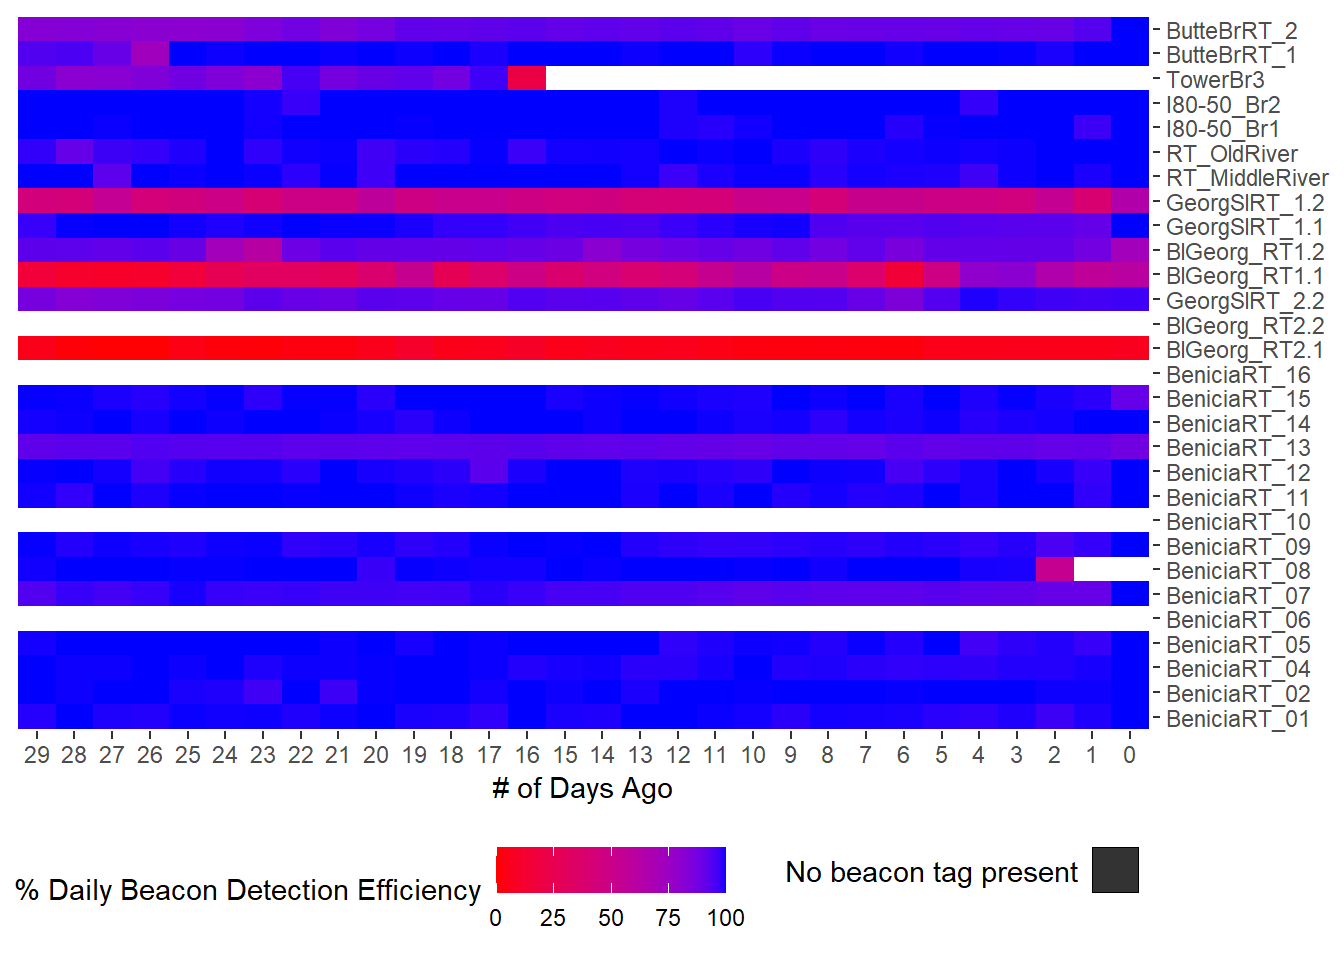 ButteBrRT_2
ButteBrRT_1
TowerBr3
I80-50_Br2
I80-50_Br1
RT_OldRiver
RT_MiddleRiver
GeorgSlRT_1.2
GeorgSlRT_1.1
BlGeorg_RT1.2
BlGeorg_RT1.1
GeorgSlRT_2.2
BlGeorg_RT2.2
BlGeorg_RT2.1
BeniciaRT_16
BeniciaRT_15
BeniciaRT_14
BeniciaRT_13
BeniciaRT_12
BeniciaRT_11
BeniciaRT_10
BeniciaRT_09
BeniciaRT_08
BeniciaRT_07
BeniciaRT_06
BeniciaRT_05
BeniciaRT_04
BeniciaRT_02
BeniciaRT_01
29 28 27 26 25 24 23 22 21 20 19 18 17 16 15 14 13 12 11 10 9 8 7 6 5 4 3 2 1 0
# of Days Ago
% Daily Beacon Detection Efficiency
0 25 50 75 100
No beacon tag present